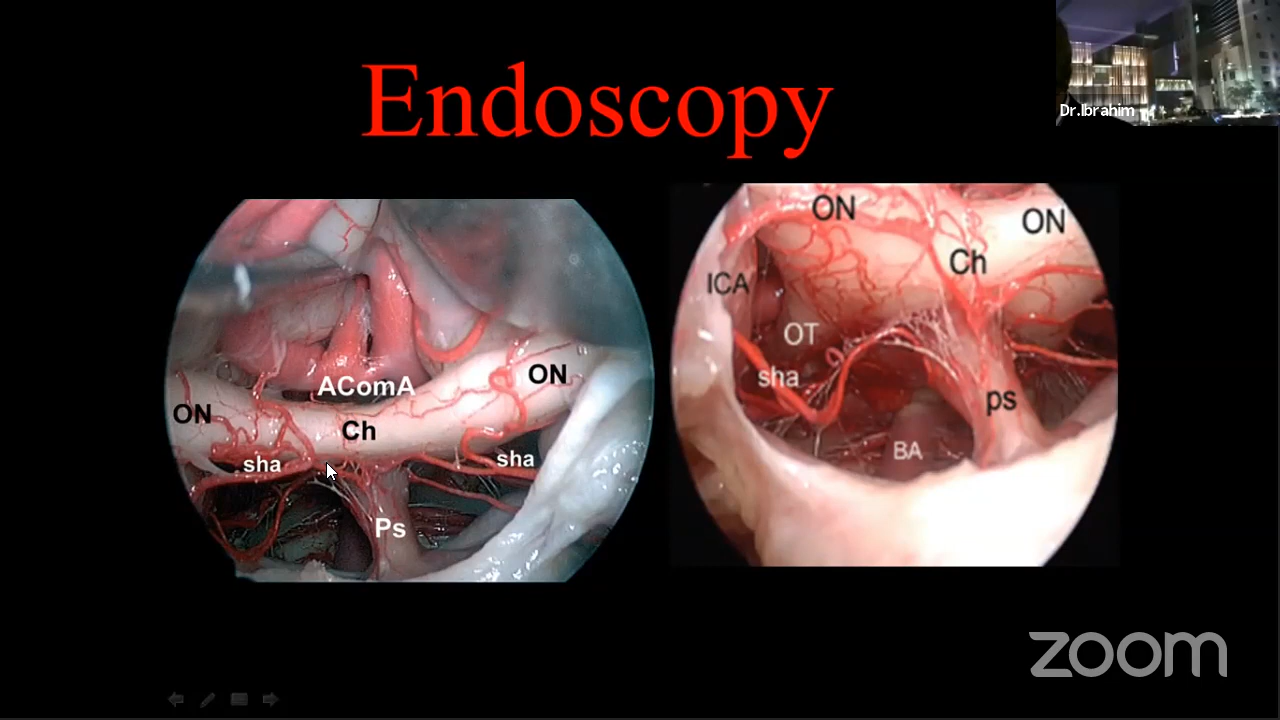 Endoscopy
Dr.Ibrahim
AComA
ON
ON
Ch
sha
sha
Ps
ON
ON
Ch
ICA
OT
sha
ps
BA
zoom